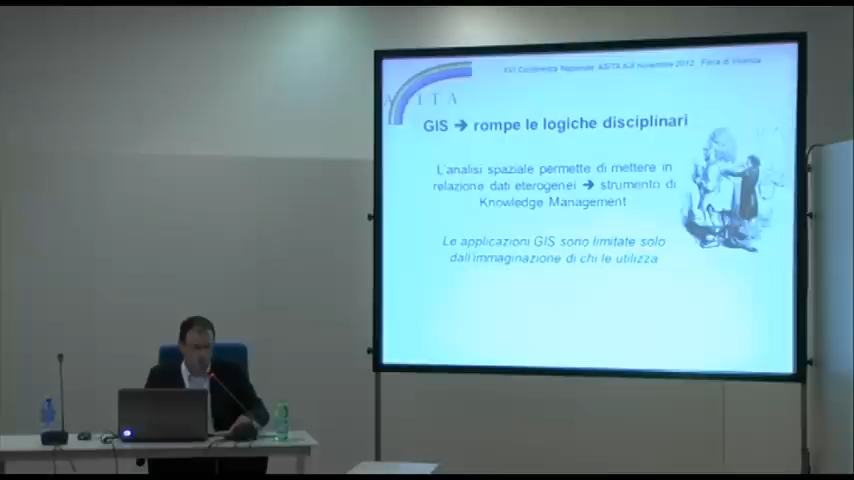 XVI Conferenza Nazionale ASITA 6-9 novembre 2012 Fiera di Vicenza
ASITA
GIS ➔ rompe le logiche disciplinari
L'analisi spaziale permette di mettere in
relazione dati eterogenei ➔ strumento di
Knowledge Management
Le applicazioni GIS sono limitate solo
dall'immaginazione di chi le utilizza